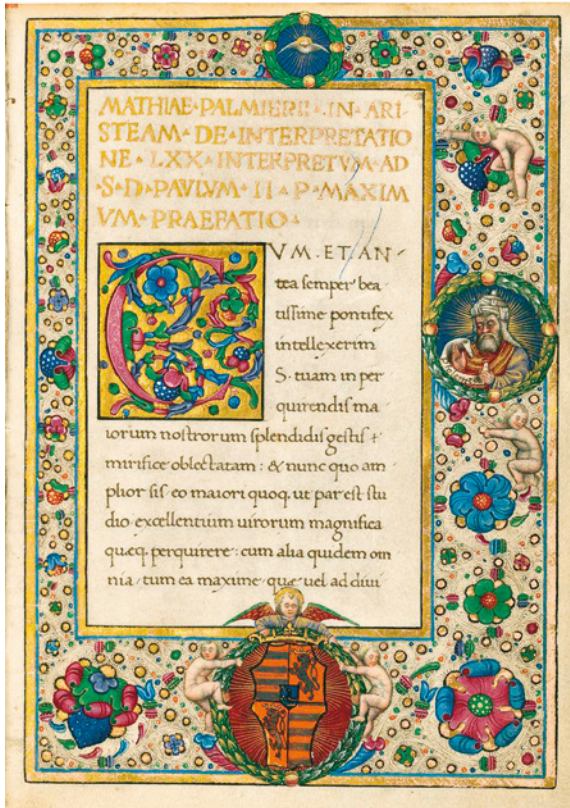 MATHIAE·PALMIERII·IN·ARI
STEAM·DE·INTERPRETATIO
NE·LXX·INTERPRETVM·AD
·S·D·PAVLVM·II·P·MAXIM
VM·PRAEFATIO·
CVM·ET·AN-
tea semper bea-
tissime pontifex
intellexerim
S· tuam in per
quirendis ma
iorum nostrorum splendidis gestis +
mirifice oblectatam: & nunc quo am
plior sis eo maiori quoq. ut par est stu
dio excellentium uirorum magnifica
quęq. perquirere: cum alia quidem om
nia, tum ea maxime quę uel ad diui